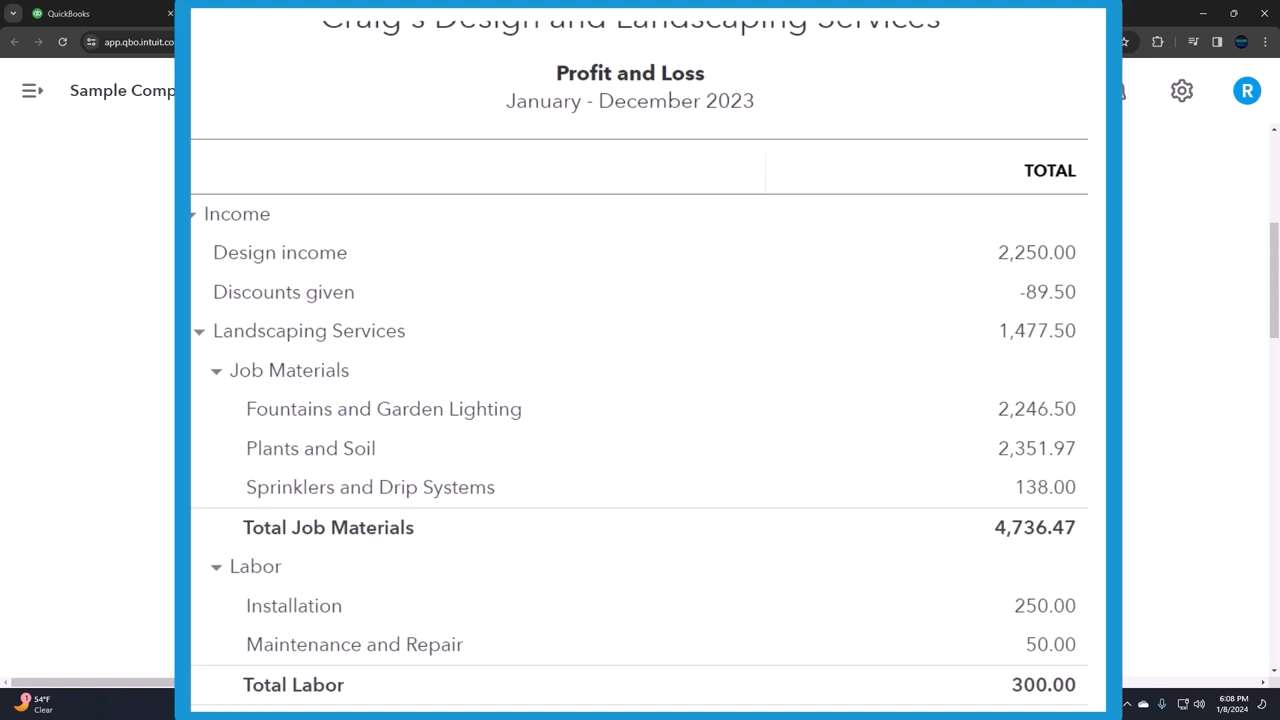 QuickBooks
app.qbo.intuit.c
Craig's Design and Landscaping Services
Sample Comp
R
Profit and Loss
January - December 2023
TOTAL
Income
Design income 2,250.00
Discounts given -89.50
Landscaping Services 1,477.50
Job Materials
Fountains and Garden Lighting 2,246.50
Plants and Soil 2,351.97
Sprinklers and Drip Systems 138.00
Total Job Materials 4,736.47
Labor
Installation 250.00
Maintenance and Repair 50.00
Total Labor 300.00
1
54°F
Clear
6:08 PM
1/8/2024